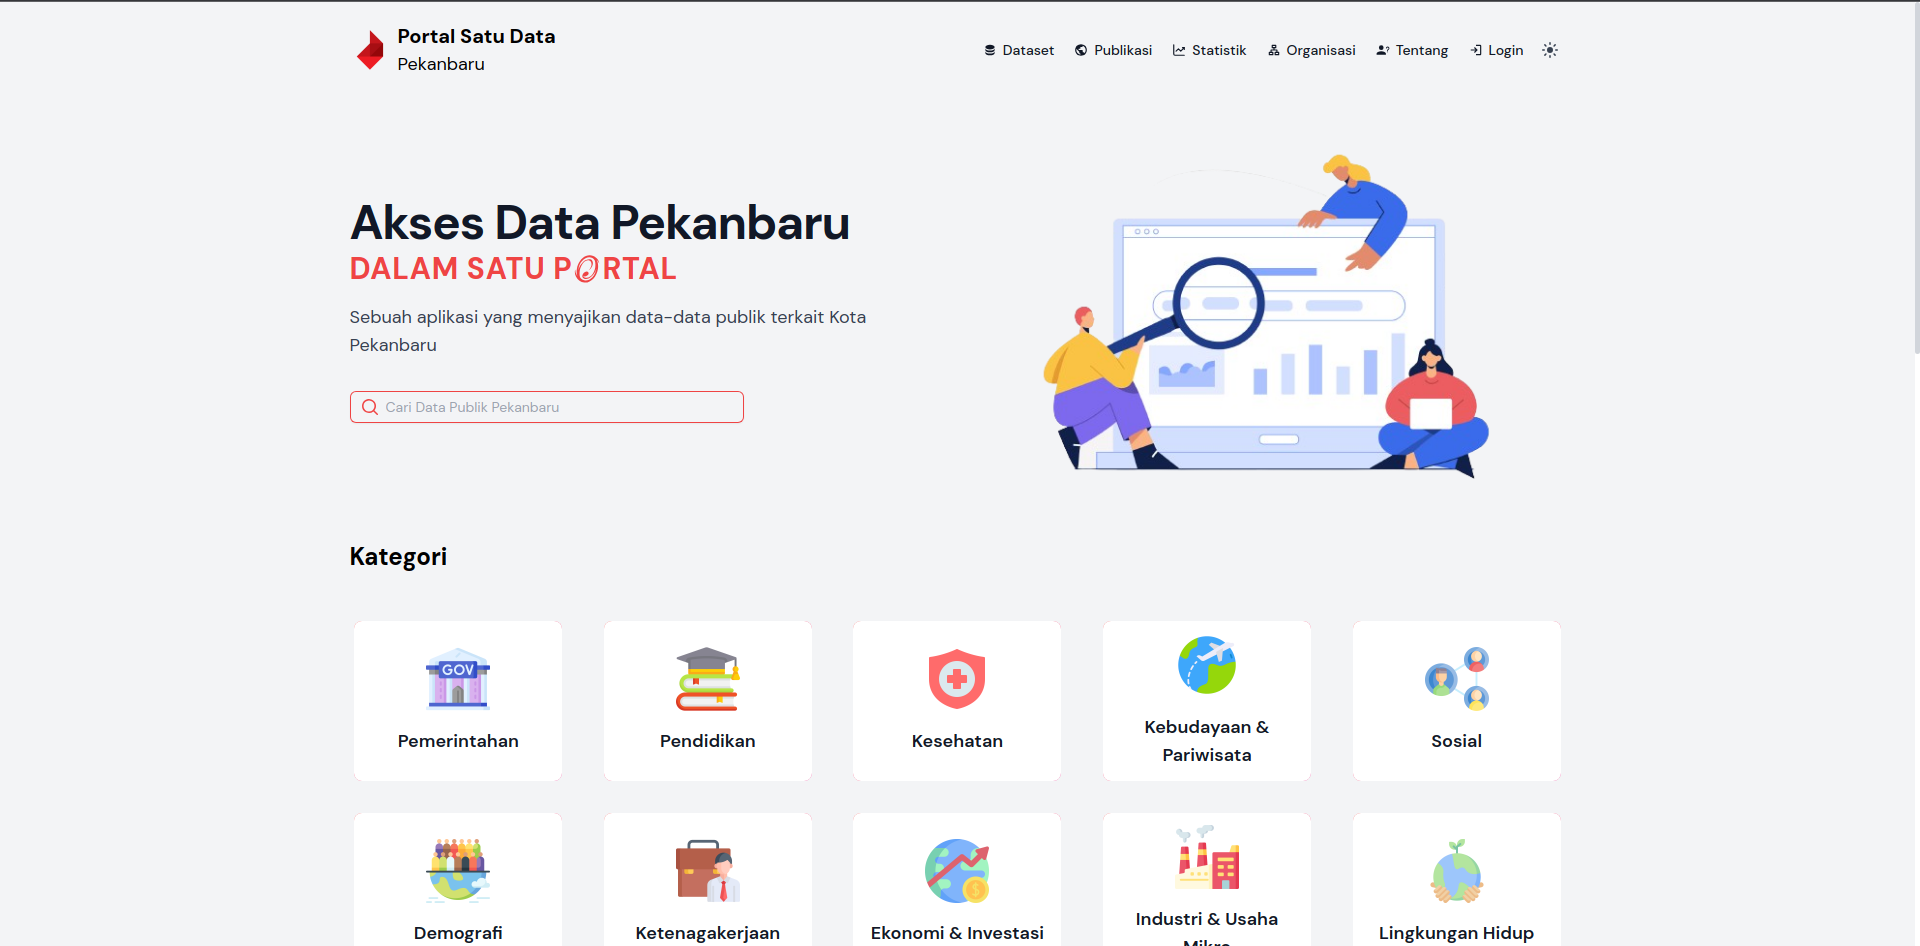 Portal Satu Data
Pekanbaru
Dataset
Publikasi
Statistik
Organisasi
Tentang
Login
Akses Data Pekanbaru
DALAM SATU PORTAL
Sebuah aplikasi yang menyajikan data-data publik terkait Kota
Pekanbaru
Cari Data Publik Pekanbaru
Kategori
GOV
Pemerintahan
Pendidikan
Kesehatan
Kebudayaan &
Pariwisata
Sosial
Demografi
Ketenagakerjaan
$
Ekonomi & Investasi
Industri & Usaha
Mikro
Lingkungan Hidup